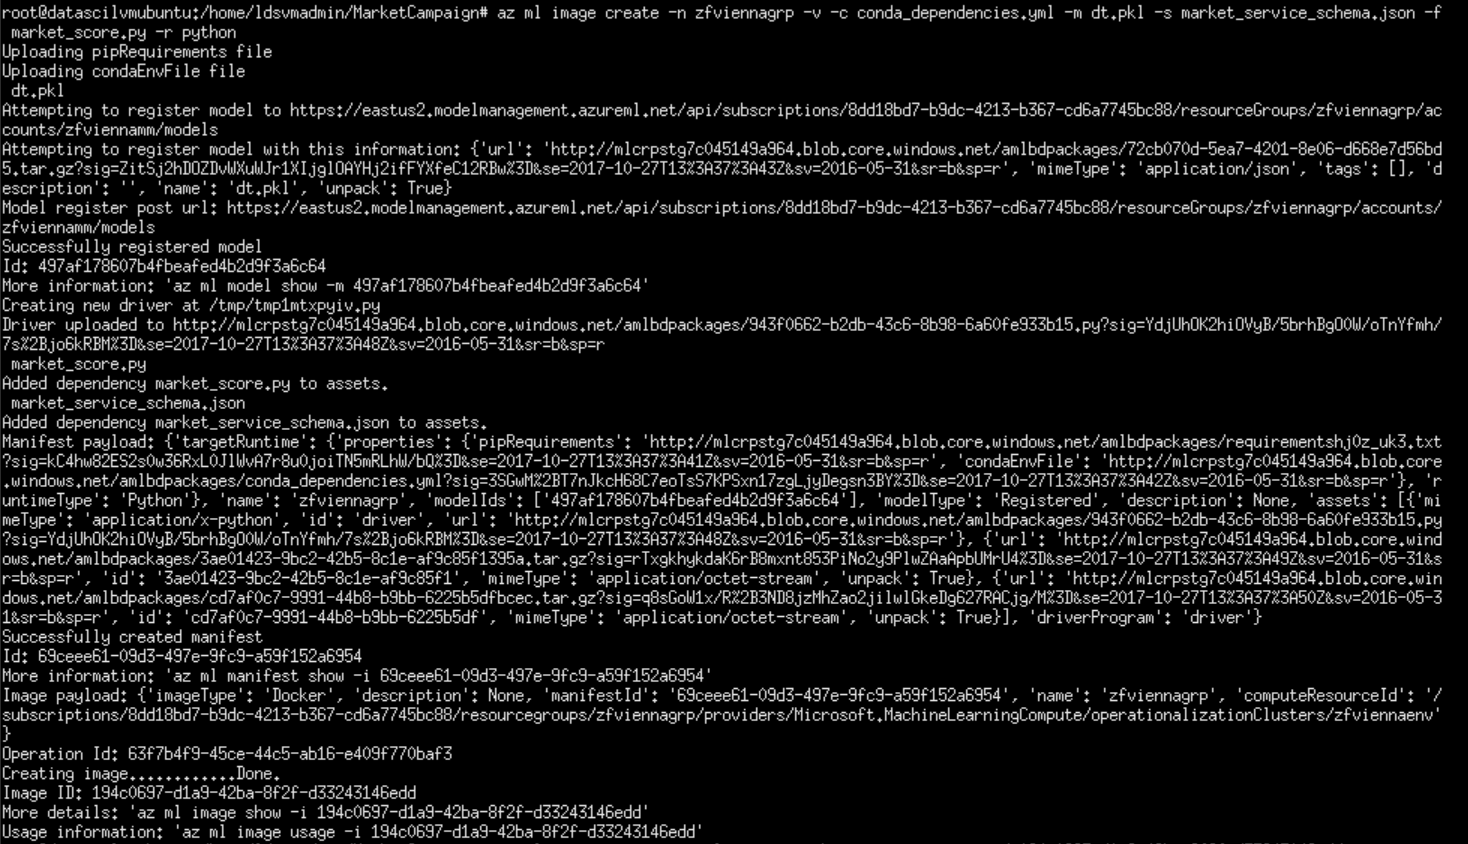 root@datascilvmubuntu:/home/ldsvmadmin/MarketCampaign# az ml image create -n zfviennagrp -v -c conda_dependencies.yml -m dt.pkl -s market_service_schema.json -f
market_score.py -r python
Uploading pipRequirements file
Uploading condaEnvFile file
dt.pkl
Attempting to register model to https://eastus2.modelmanagement.azureml.net/api/subscriptions/8dd18bd7-b9dc-4213-b367-cd6a7745bc88/resourceGroups/zfviennagrp/ac
counts/zfviennamm/models
Attempting to register model with this information: {'url': 'http://mlcrpstg7c045149a964.blob.core.windows.net/amlbdpackages/72cb070d-5ea7-4201-8e06-d668e7d56bd
5.tar.gz?sig=ZitSj2hDOZDvWXuWJr1XIjglOAYHj2ifFYXfeC12RBw%3D&se=2017-10-27T13%3A37%3A43Z&sv=2016-05-31&sr=b&sp=r', 'mimeType': 'application/json', 'tags': [], 'd
escription': '', 'name': 'dt.pkl', 'unpack': True}
Model register post url: https://eastus2.modelmanagement.azureml.net/api/subscriptions/8dd18bd7-b9dc-4213-b367-cd6a7745bc88/resourceGroups/zfviennagrp/accounts/
zfviennamm/models
Successfully registered model
Id: 497af178607b4fbeafed4b2d9f3a6c64
More information: 'az ml model show -m 497af178607b4fbeafed4b2d9f3a6c64'
Creating new driver at /tmp/tmp1mtxpyiv.py
Driver uploaded to http://mlcrpstg7c045149a964.blob.core.windows.net/amlbdpackages/943f0662-b2db-43c6-8b98-6a60fe933b15.py?sig=YdjUhOK2hiOVyB/5brhBgO0W/oTnYfmh/
7s%2Bjo6kRBM%3D&se=2017-10-27T13%3A37%3A48Z&sv=2016-05-31&sr=b&sp=r
market_score.py
Added dependency market_score.py to assets.
market_service_schema.json
Added dependency market_service_schema.json to assets.
Manifest payload: {'targetRuntime': {'properties': {'pipRequirements': 'http://mlcrpstg7c045149a964.blob.core.windows.net/amlbdpackages/requirementshj0z_uk3.txt
?sig=kC4hw82ES2s0w36RxL0JlWvA7r8u0joiTN5mRLhW/bQ%3D&se=2017-10-27T13%3A37%3A41Z&sv=2016-05-31&sr=b&sp=r', 'condaEnvFile': 'http://mlcrpstg7c045149a964.blob.core
.windows.net/amlbdpackages/conda_dependencies.yml?sig=3SGwM%2BT7nJkcH68C7eoTsS7KPSxn17zgLjyDegsn3BY%3D&se=2017-10-27T13%3A37%3A42Z&sv=2016-05-31&sr=b&sp=r'}, 'r
untimeType': 'Python'}, 'name': 'zfviennagrp', 'modelIds': ['497af178607b4fbeafed4b2d9f3a6c64'], 'modelType': 'Registered', 'description': None, 'assets': [{'mi
meType': 'application/x-python', 'id': 'driver', 'url': 'http://mlcrpstg7c045149a964.blob.core.windows.net/amlbdpackages/943f0662-b2db-43c6-8b98-6a60fe933b15.py
?sig=YdjUhOK2hiOVyB/5brhBgO0W/oTnYfmh/7s%2Bjo6kRBM%3D&se=2017-10-27T13%3A37%3A48Z&sv=2016-05-31&sr=b&sp=r'}, {'url': 'http://mlcrpstg7c045149a964.blob.core.wind
ows.net/amlbdpackages/3ae01423-9bc2-42b5-8c1e-af9c85f1395a.tar.gz?sig=rTxgkhykdaK6rB8mxnt853PiNo2y9PlwZAaApbUMrU4%3D&se=2017-10-27T13%3A37%3A49Z&sv=2016-05-31&s
r=b&sp=r', 'id': '3ae01423-9bc2-42b5-8c1e-af9c85f1', 'mimeType': 'application/octet-stream', 'unpack': True}, {'url': 'http://mlcrpstg7c045149a964.blob.core.win
dows.net/amlbdpackages/cd7af0c7-9991-44b8-b9bb-6225b5dfbcec.tar.gz?sig=q8sGoW1x/R%2B3ND8jzMhZao2jilwlGkeDg627RACjg/M%3D&se=2017-10-27T13%3A37%3A50Z&sv=2016-05-3
1&sr=b&sp=r', 'id': 'cd7af0c7-9991-44b8-b9bb-6225b5df', 'mimeType': 'application/octet-stream', 'unpack': True}], 'driverProgram': 'driver'}
Successfully created manifest
Id: 69ceee61-09d3-497e-9fc9-a59f152a6954
More information: 'az ml manifest show -i 69ceee61-09d3-497e-9fc9-a59f152a6954'
Image payload: {'imageType': 'Docker', 'description': None, 'manifestId': '69ceee61-09d3-497e-9fc9-a59f152a6954', 'name': 'zfviennagrp', 'computeResourceId': '/
subscriptions/8dd18bd7-b9dc-4213-b367-cd6a7745bc88/resourcegroups/zfviennagrp/providers/Microsoft.MachineLearningCompute/operationalizationClusters/zfviennaenv'
}
Operation Id: 63f7b4f9-45ce-44c5-ab16-e409f770baf3
Creating image............Done.
Image ID: 194c0697-d1a9-42ba-8f2f-d33243146edd
More details: 'az ml image show -i 194c0697-d1a9-42ba-8f2f-d33243146edd'
Usage information: 'az ml image usage -i 194c0697-d1a9-42ba-8f2f-d33243146edd'